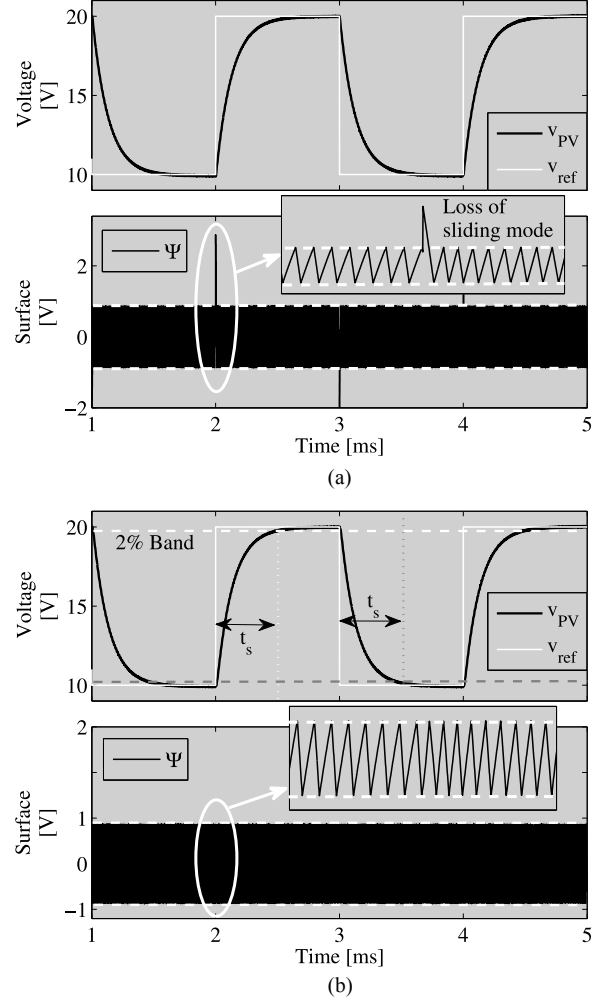 20
15
10
Voltage
[V]
v_PV
v_ref
2
0
−2
Surface
[V]
Ψ
Loss of
sliding mode
1 2 3 4 5
Time [ms]
(a)
20
15
10
Voltage
[V]
2% Band
t_s
t_s
v_PV
v_ref
2
1
0
−1
Surface
[V]
Ψ
1 2 3 4 5
Time [ms]
(b)